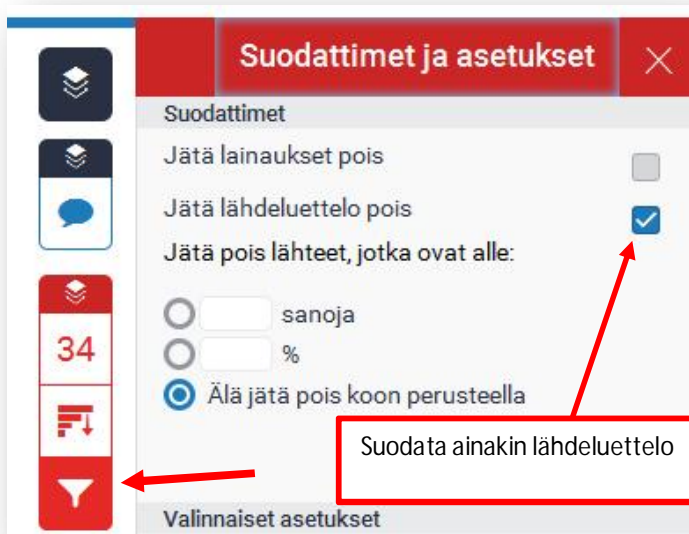 Suodattimet ja asetukset
Suodattimet
Jätä lainaukset pois
Jätä lähdeluettelo pois
Jätä pois lähteet, jotka ovat alle:
sanoja
34
%
Älä jätä pois koon perusteella
Suodata ainakin lähdeluettelo
Valinnaiset asetukset